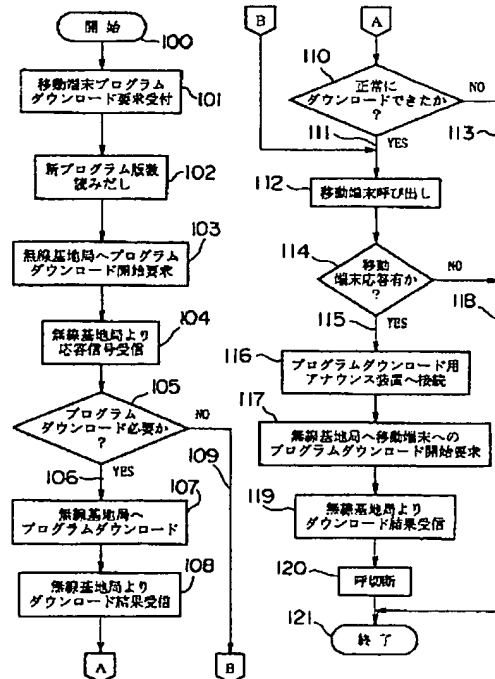 開始
100
移動端末プログラム
ダウンロード要求受付
101
新プログラム版数
読みだし
102
103
無線基地局へプログラム
ダウンロード開始要求
104
無線基地局より
応答信号受信
105
プログラム
ダウンロード必要か
?
NO
109
106
YES
107
無線基地局へ
プログラムダウンロード
108
無線基地局より
ダウンロード結果受信
A
B
B
A
110
正常に
ダウンロードできたか
?
NO
113
111
YES
112
移動端末呼び出し
114
移動
端末応答有か
?
NO
118
115
YES
116
プログラムダウンロード用
アナウンス装置へ接続
117
無線基地局へ移動端末への
プログラムダウンロード開始要求
119
無線基地局より
ダウンロード結果受信
120
呼切断
121
終了